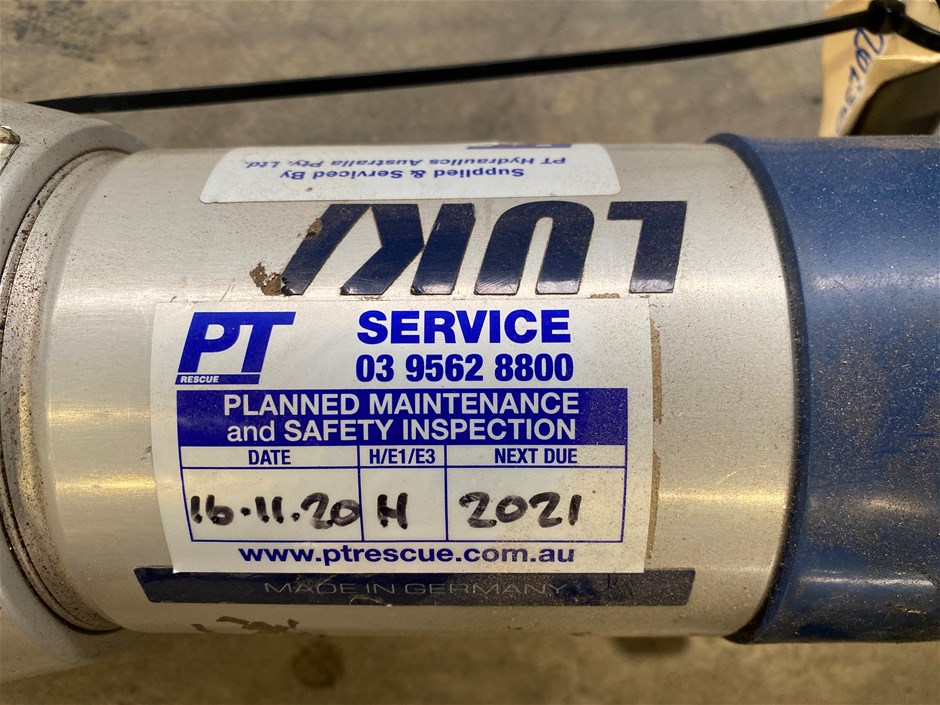 Supplied & Serviced By
PT Hydraulics Australia Pty. Ltd.
LUK
PT
RESCUE
SERVICE
03 9562 8800
PLANNED MAINTENANCE
and SAFETY INSPECTION
DATE H/E1/E3 NEXT DUE
16.11.20 H 2021
www.ptrescue.com.au
MADE IN GERMANY